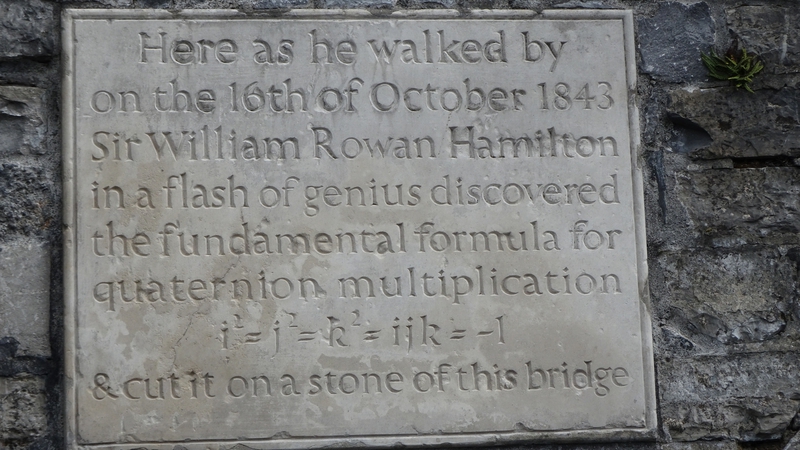 Here as he walked by
on the 16th of October 1843
Sir William Rowan Hamilton
in a flash of genius discovered
the fundamental formula for
quaternion multiplication
i² = j² = k² = ijk = -1
& cut it on a stone of this bridge